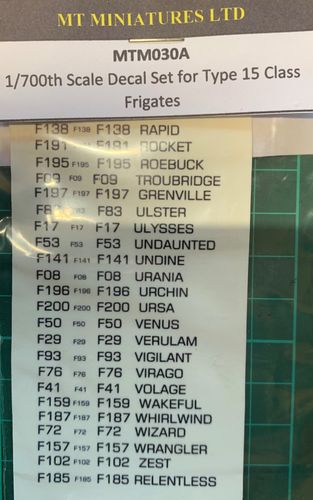 MT MINIATURES LTD
MTM030A
1/700th Scale Decal Set for Type 15 Class
Frigates
F138 F138 F138 RAPID
F191 F191 ROCKET
F195 F195 F195 ROEBUCK
F09 F09 F09 TROUBRIDGE
F197 F197 F197 GRENVILLE
F83 F83 F83 ULSTER
F17 F17 F17 ULYSSES
F53 F53 F53 UNDAUNTED
F141 F141 F141 UNDINE
F08 F08 F08 URANIA
F196 F196 F196 URCHIN
F200 F200 F200 URSA
F50 F50 F50 VENUS
F29 F29 F29 VERULAM
F93 F93 F93 VIGILANT
F76 F76 F76 VIRAGO
F41 F41 F41 VOLAGE
F159 F159 F159 WAKEFUL
F187 F187 F187 WHIRLWIND
F72 F72 F72 WIZARD
F157 F157 F157 WRANGLER
F102 F102 F102 ZEST
F185 F185 F185 RELENTLESS